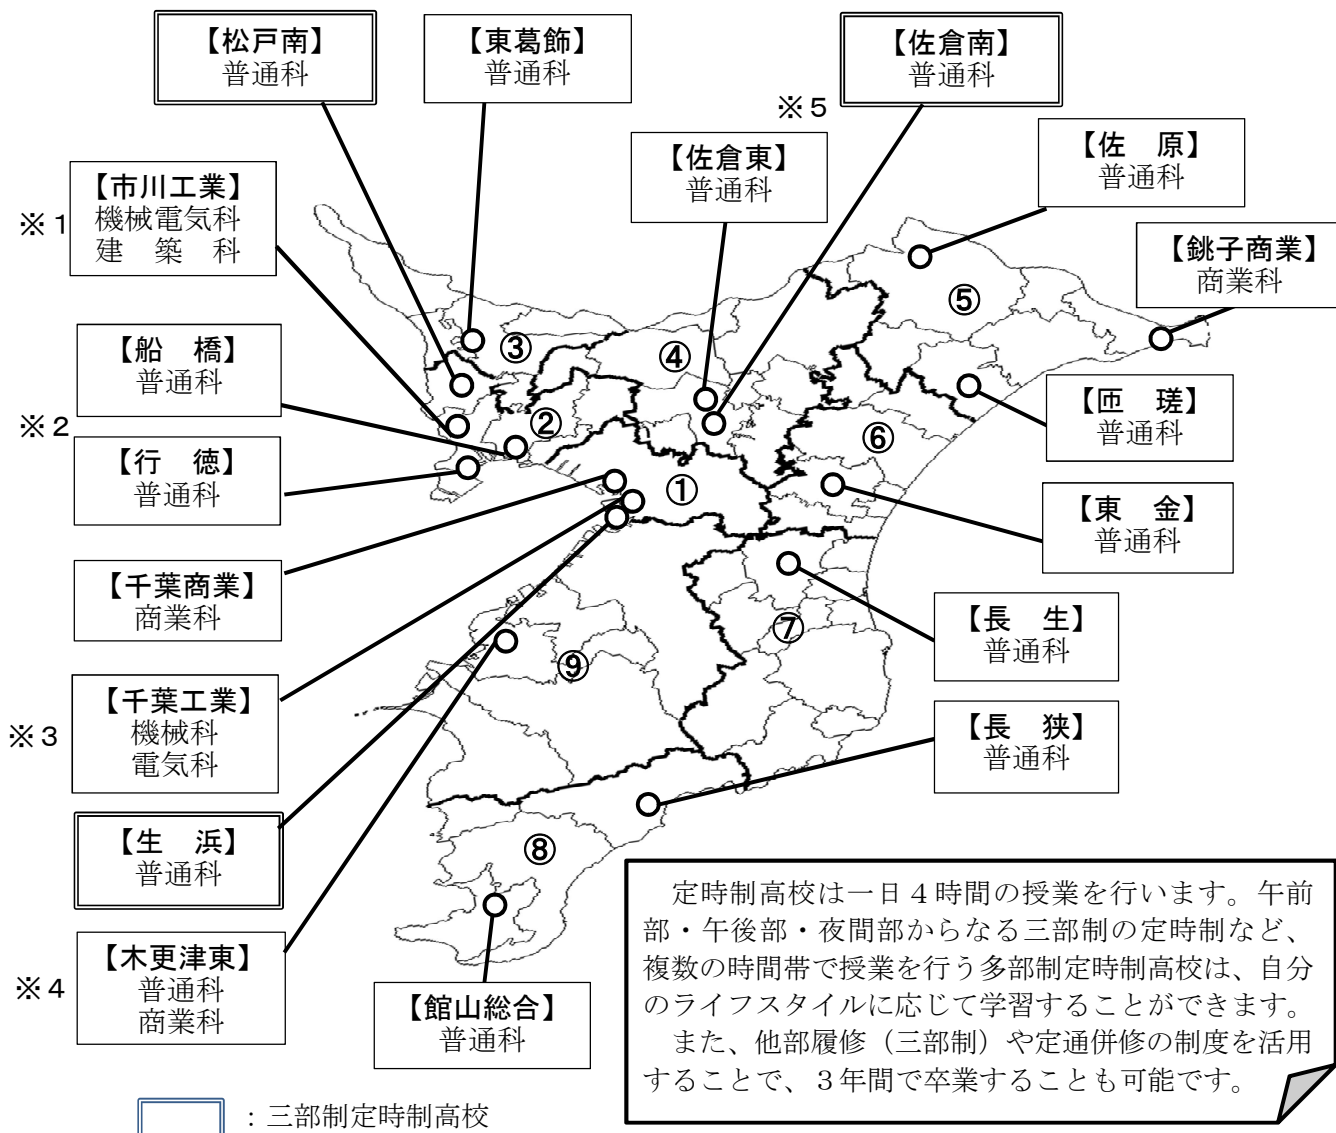 【松戸南】
普通科
【東葛飾】
普通科
【佐倉南】
普通科
※５
【佐倉東】
普通科
【佐　原】
普通科
※１
【市川工業】
機械電気科
建　築　科
【銚子商業】
商業科
【船　橋】
普通科
※２
【行　徳】
普通科
【匝　瑳】
普通科
【東　金】
普通科
【千葉商業】
商業科
【長　生】
普通科
※３
【千葉工業】
機械科
電気科
【長　狭】
普通科
【生　浜】
普通科
※４
【木更津東】
普通科
商業科
【館山総合】
普通科
③
④
⑤
②
⑥
①
⑦
⑨
⑧
　定時制高校は一日４時間の授業を行います。午前
部・午後部・夜間部からなる三部制の定時制など、
複数の時間帯で授業を行う多部制定時制高校は、自分
のライフスタイルに応じて学習することができます。
　また、他部履修（三部制）や定通併修の制度を活用
することで、３年間で卒業することも可能です。
：三部制定時制高校